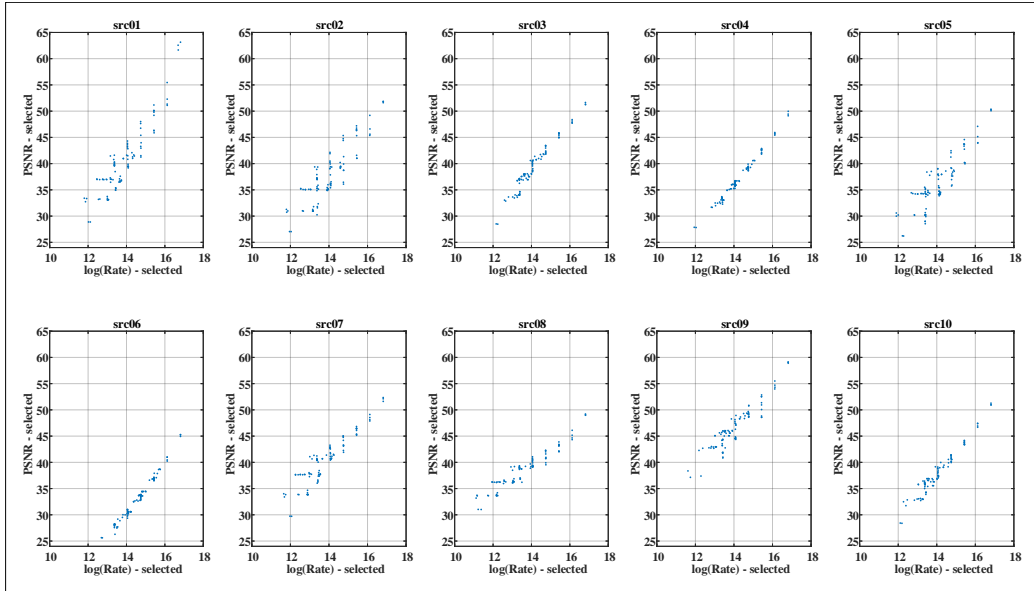 src01
src02
src03
src04
src05
65
60
55
50
45
40
35
30
25
PSNR - selected
10 12 14 16 18
log(Rate) - selected
65
60
55
50
45
40
35
30
25
PSNR - selected
10 12 14 16 18
log(Rate) - selected
65
60
55
50
45
40
35
30
25
PSNR - selected
10 12 14 16 18
log(Rate) - selected
65
60
55
50
45
40
35
30
25
PSNR - selected
10 12 14 16 18
log(Rate) - selected
65
60
55
50
45
40
35
30
25
PSNR - selected
10 12 14 16 18
log(Rate) - selected
src06
src07
src08
src09
src10
65
60
55
50
45
40
35
30
25
PSNR - selected
10 12 14 16 18
log(Rate) - selected
65
60
55
50
45
40
35
30
25
PSNR - selected
10 12 14 16 18
log(Rate) - selected
65
60
55
50
45
40
35
30
25
PSNR - selected
10 12 14 16 18
log(Rate) - selected
65
60
55
50
45
40
35
30
25
PSNR - selected
10 12 14 16 18
log(Rate) - selected
65
60
55
50
45
40
35
30
25
PSNR - selected
10 12 14 16 18
log(Rate) - selected